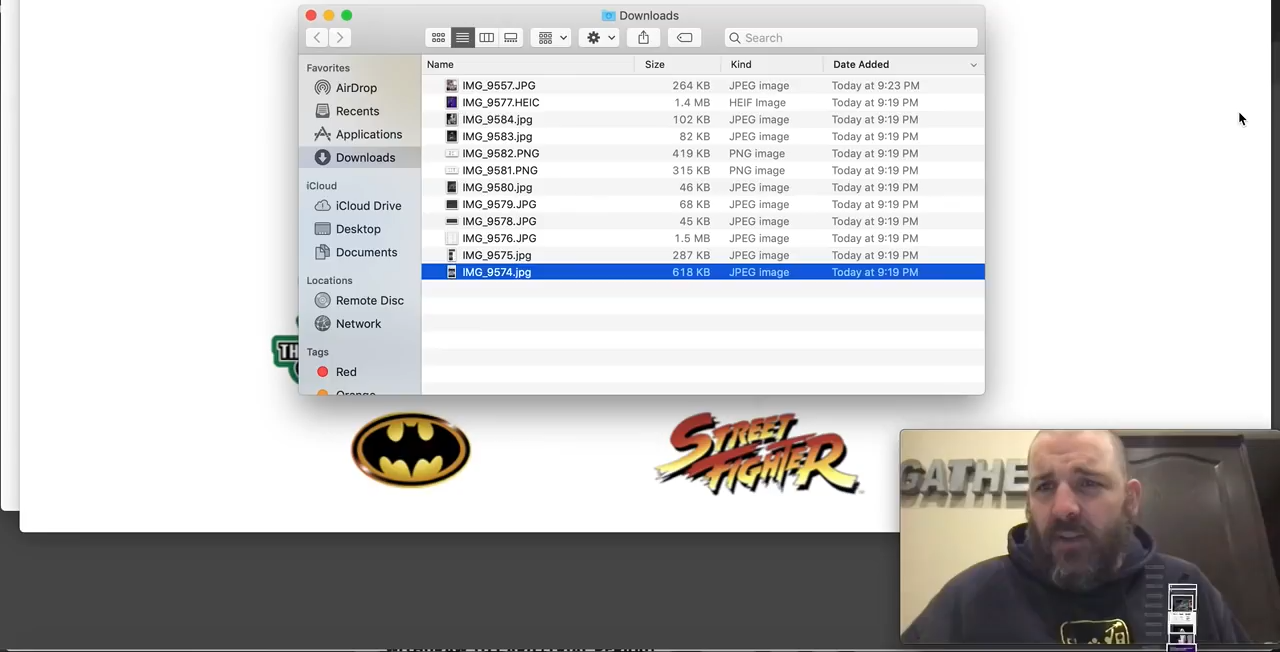 Downloads
Search
Favorites
AirDrop
Recents
Applications
Downloads
iCloud
iCloud Drive
Desktop
Documents
Locations
Remote Disc
Network
Tags
Red
Orange
Name Size Kind Date Added
IMG_9557.JPG 264 KB JPEG image Today at 9:23 PM
IMG_9577.HEIC 1.4 MB HEIF Image Today at 9:19 PM
IMG_9584.jpg 102 KB JPEG image Today at 9:19 PM
IMG_9583.jpg 82 KB JPEG image Today at 9:19 PM
IMG_9582.PNG 419 KB PNG image Today at 9:19 PM
IMG_9581.PNG 315 KB PNG image Today at 9:19 PM
IMG_9580.jpg 46 KB JPEG image Today at 9:19 PM
IMG_9579.JPG 68 KB JPEG image Today at 9:19 PM
IMG_9578.JPG 45 KB JPEG image Today at 9:19 PM
IMG_9576.JPG 1.5 MB JPEG image Today at 9:19 PM
IMG_9575.jpg 287 KB JPEG image Today at 9:19 PM
IMG_9574.jpg 618 KB JPEG image Today at 9:19 PM
TH
STREET
FIGHTER
GATHE